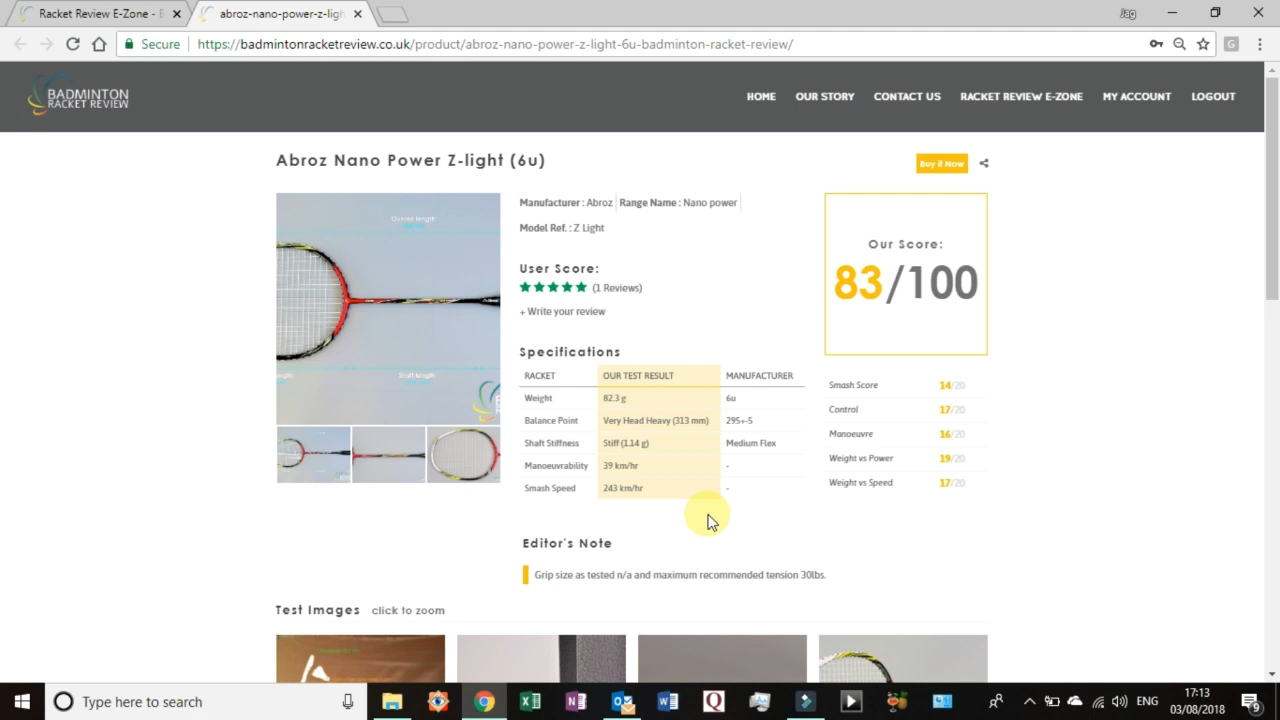 Racket Review E-Zone - B
abroz-nano-power-z-light
Jag
Secure
https://badmintonracketreview.co.uk/product/abroz-nano-power-z-light-6u-badminton-racket-review/
G
BADMINTON
RACKET REVIEW
HOME OUR STORY CONTACT US RACKET REVIEW E-ZONE MY ACCOUNT LOGOUT
Abroz Nano Power Z-light (6u)
Buy it Now
Overall length
Shaft length
Manufacturer : Abroz Range Name : Nano power
Model Ref. : Z Light
User Score:
(1 Reviews)
+ Write your review
Our Score:
83/100
Specifications
RACKET OUR TEST RESULT MANUFACTURER
Weight 82.3 g 6u
Balance Point Very Head Heavy (313 mm) 295+-5
Shaft Stiffness Stiff (1.14 g) Medium Flex
Manoeuvrability 39 km/hr -
Smash Speed 243 km/hr -
Smash Score 14/20
Control 17/20
Manoeuvre 16/20
Weight vs Power 19/20
Weight vs Speed 17/20
Editor's Note
Grip size as tested n/a and maximum recommended tension 30lbs.
Test Images click to zoom
Type here to search
ENG
17:13
03/08/2018
9